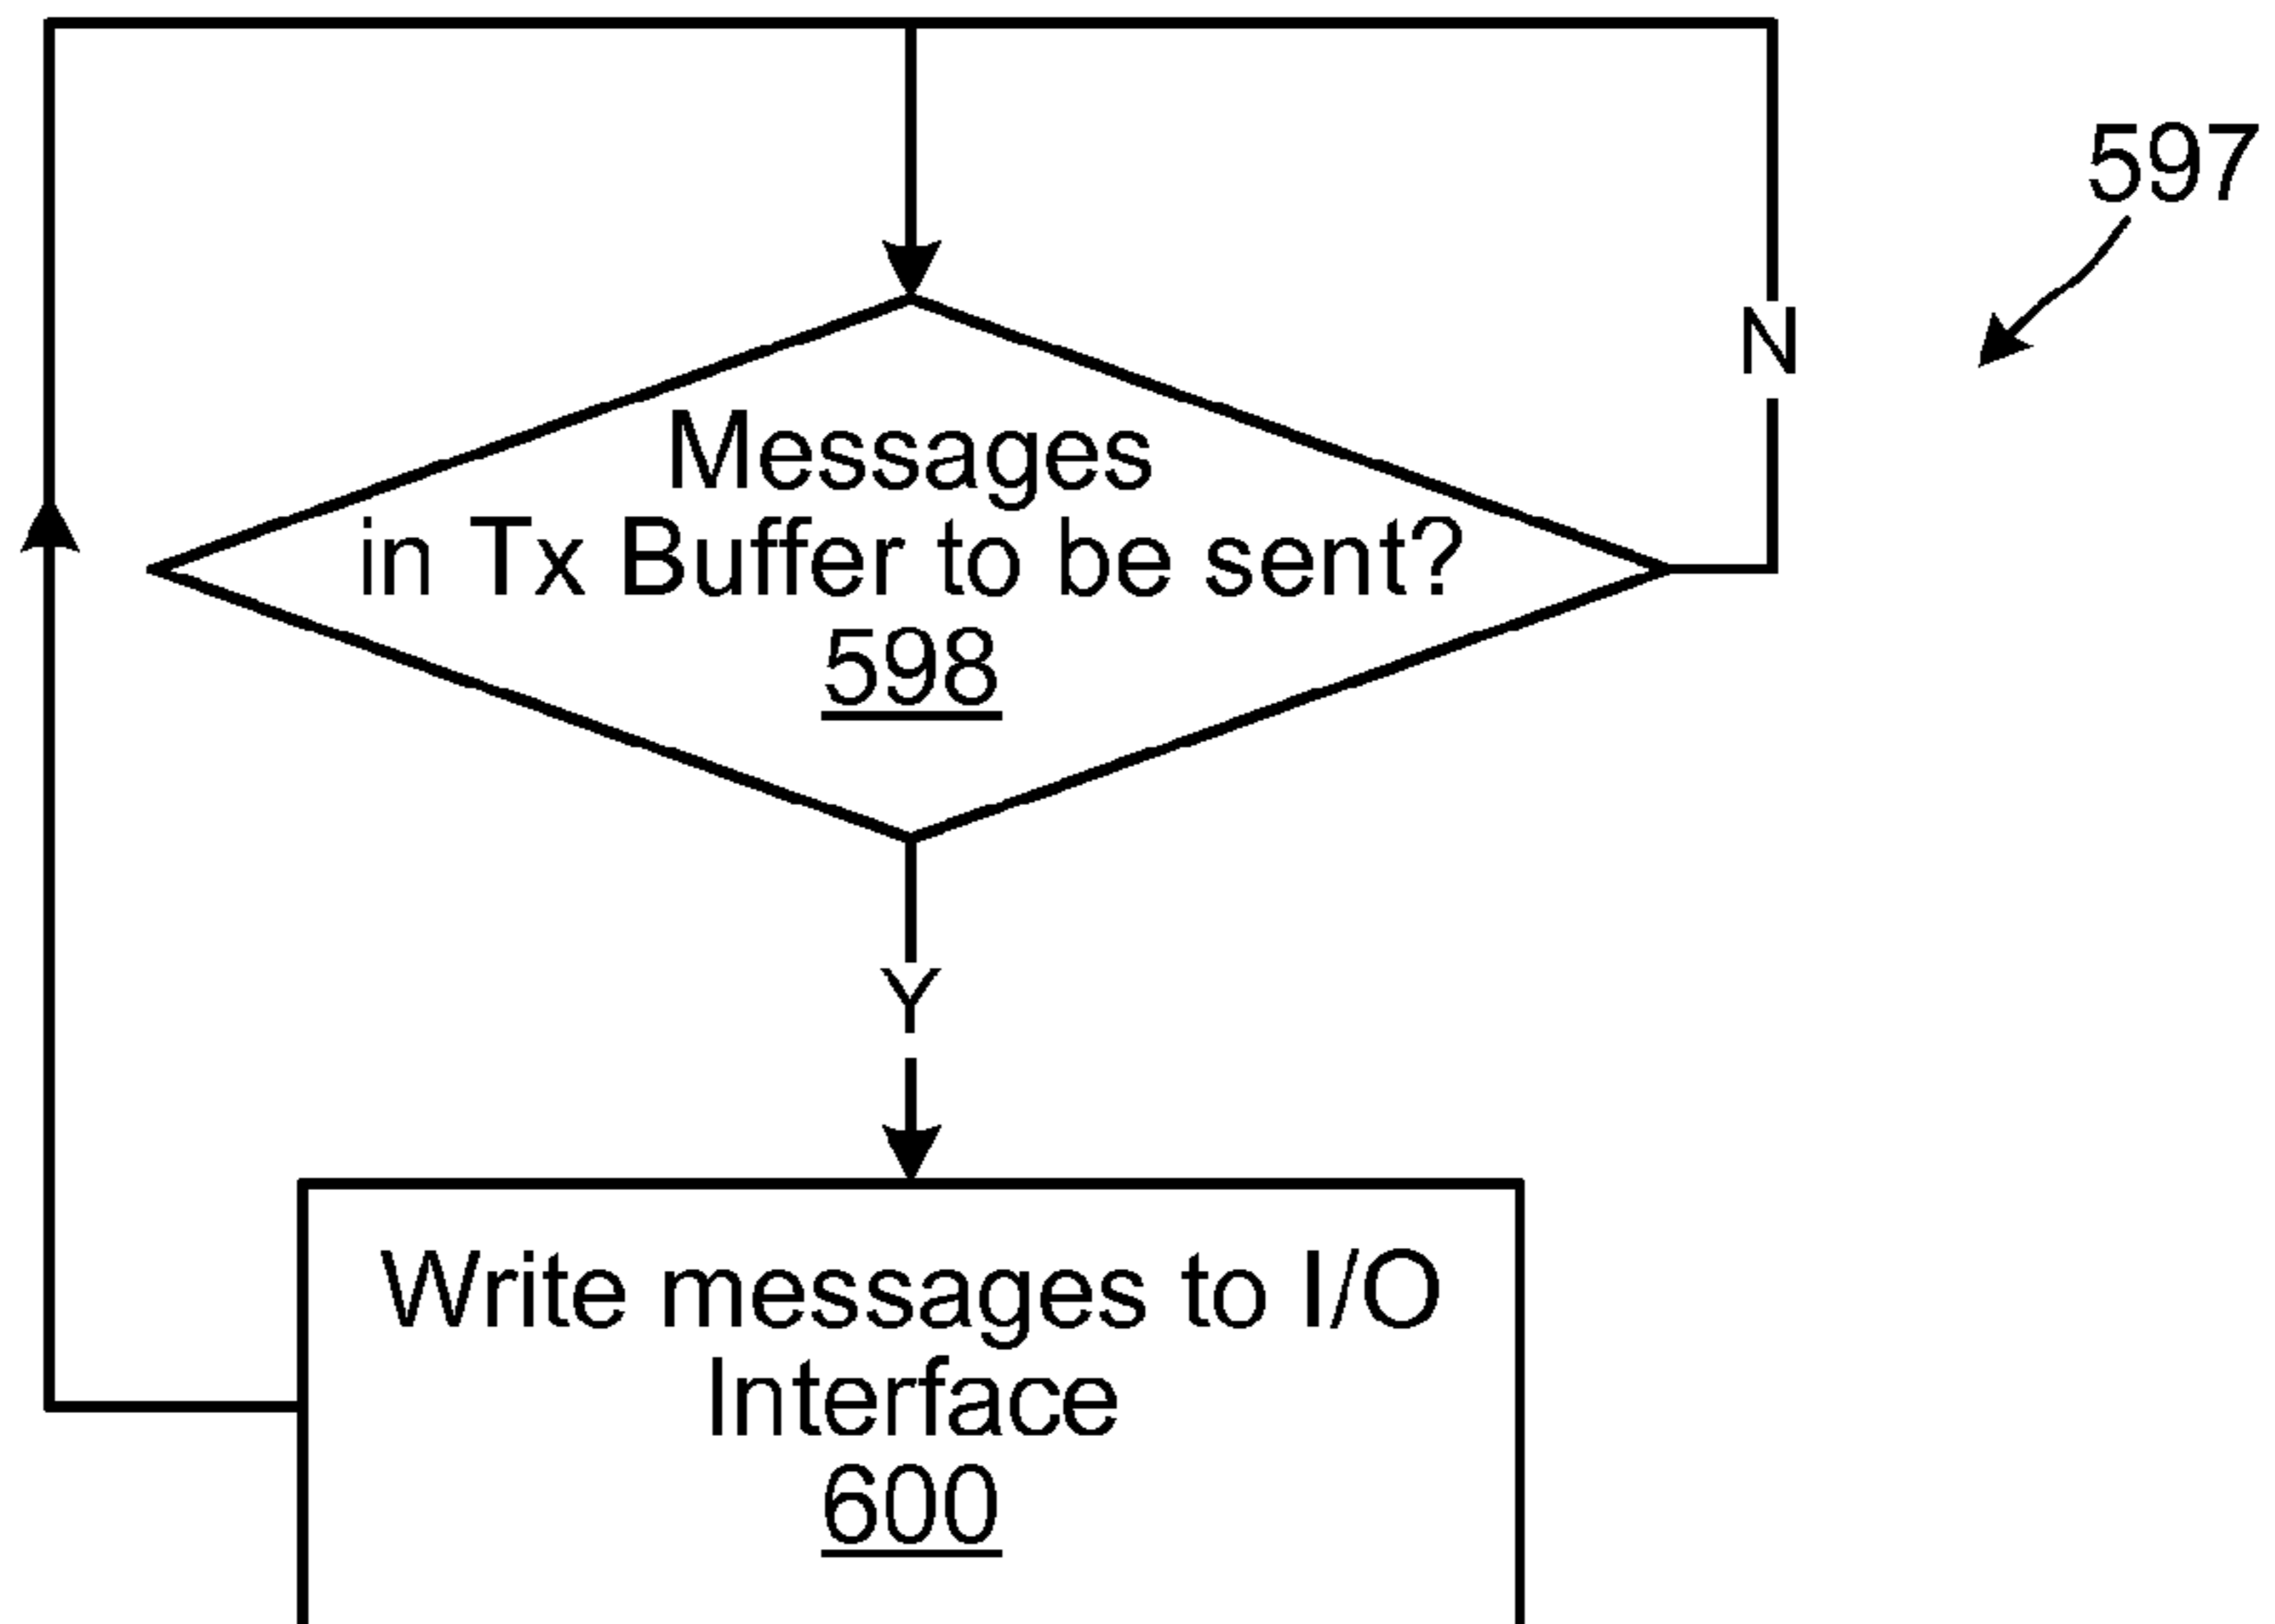 597
N
Messages
in Tx Buffer to be sent?
598
Y
Write messages to I/O
Interface
600